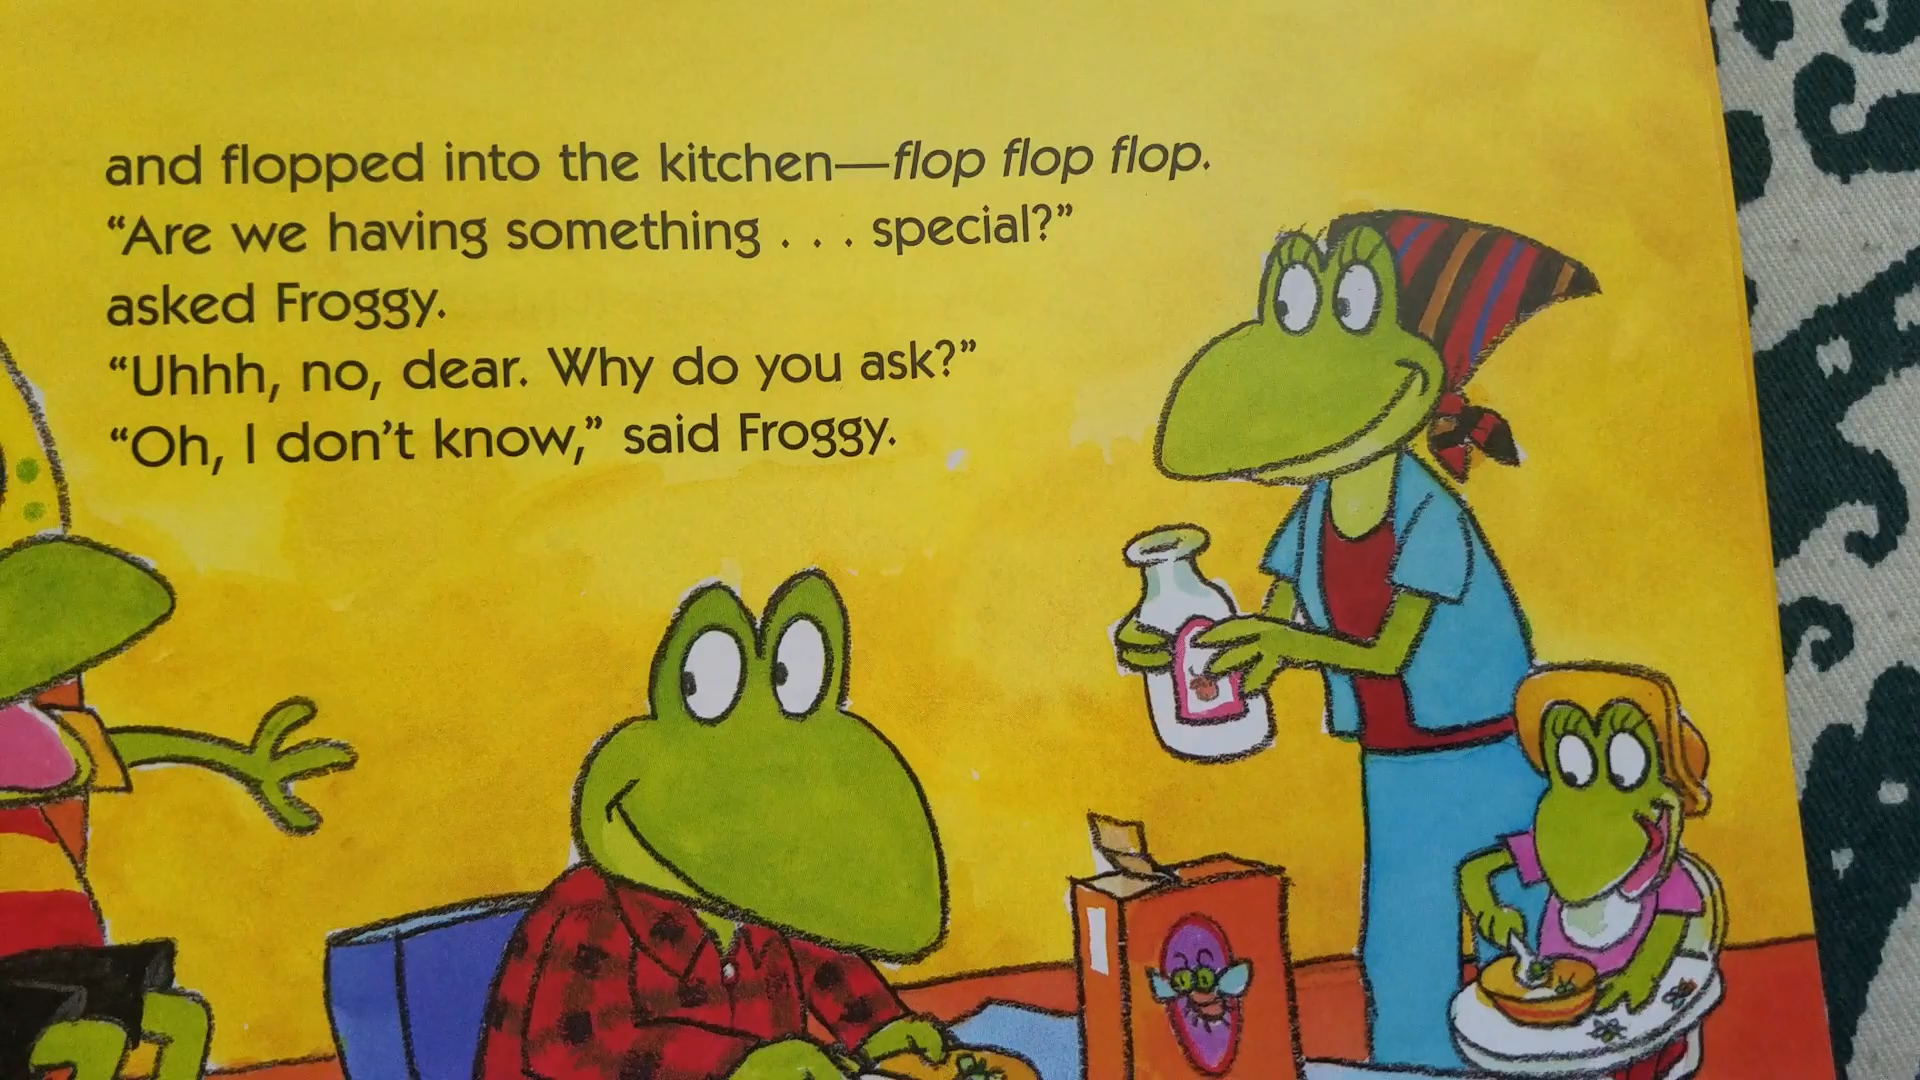 and flopped into the kitchen—flop flop flop.
“Are we having something . . . special?”
asked Froggy.
“Uhhh, no, dear. Why do you ask?”
“Oh, I don’t know,” said Froggy.